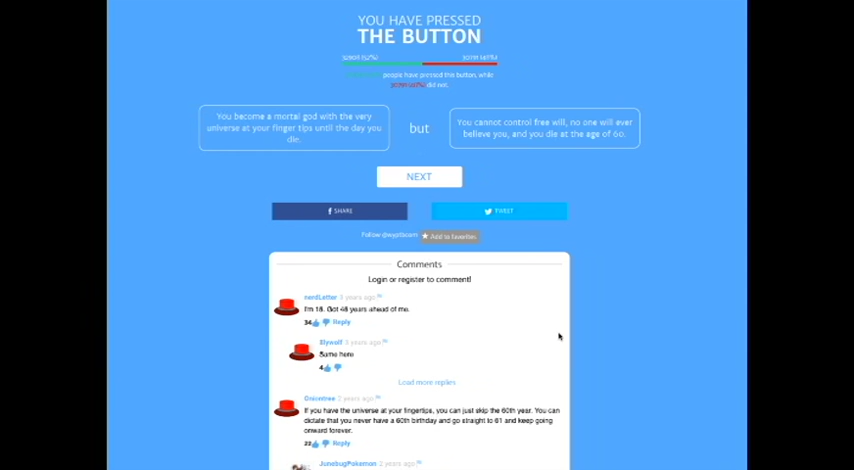 YOU HAVE PRESSED
THE BUTTON
people have pressed this button, while
did not.
You become a mortal god with the very
universe at your finger tips until the day you
die.
but
You cannot control free will, no one will ever
believe you, and you die at the age of 60.
NEXT
SHARE
TWEET
Follow @wyptbcom
Add to favorites
Comments
Login or register to comment!
3 years ago
I'm 18. Got 48 years ahead of me.
34 Reply
3 years ago
Same here
4
Load more replies
Oniontree 2 years ago
If you have the universe at your fingertips, you can just skip the 60th year. You can
dictate that you never have a 60th birthday and go straight to 61 and keep going
onward forever.
22 Reply
JunebugPokemon 2 years ago